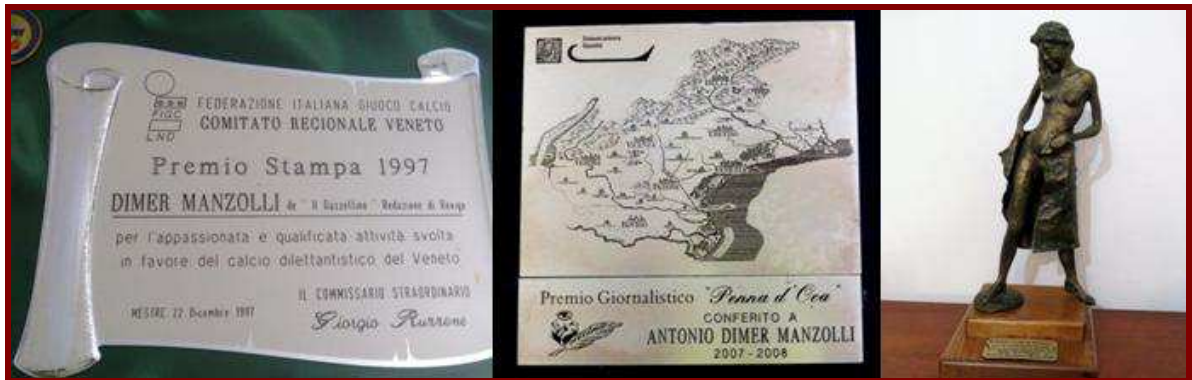 FIGC
LND
FEDERAZIONE ITALIANA GIUOCO CALCIO
COMITATO REGIONALE VENETO
Premio Stampa 1997
DIMER MANZOLLI de "Il Gazzettino" Redazione di Rovigo
per l'appassionata e qualificata attività svolta
in favore del calcio dilettantistico del Veneto
IL COMMISSARIO STRAORDINARIO
MESTRE 22 Dicembre 1997
Giorgio
Premio Giornalistico "Penna d'Oca"
CONFERITO A
ANTONIO DIMER MANZOLLI
2007-2008